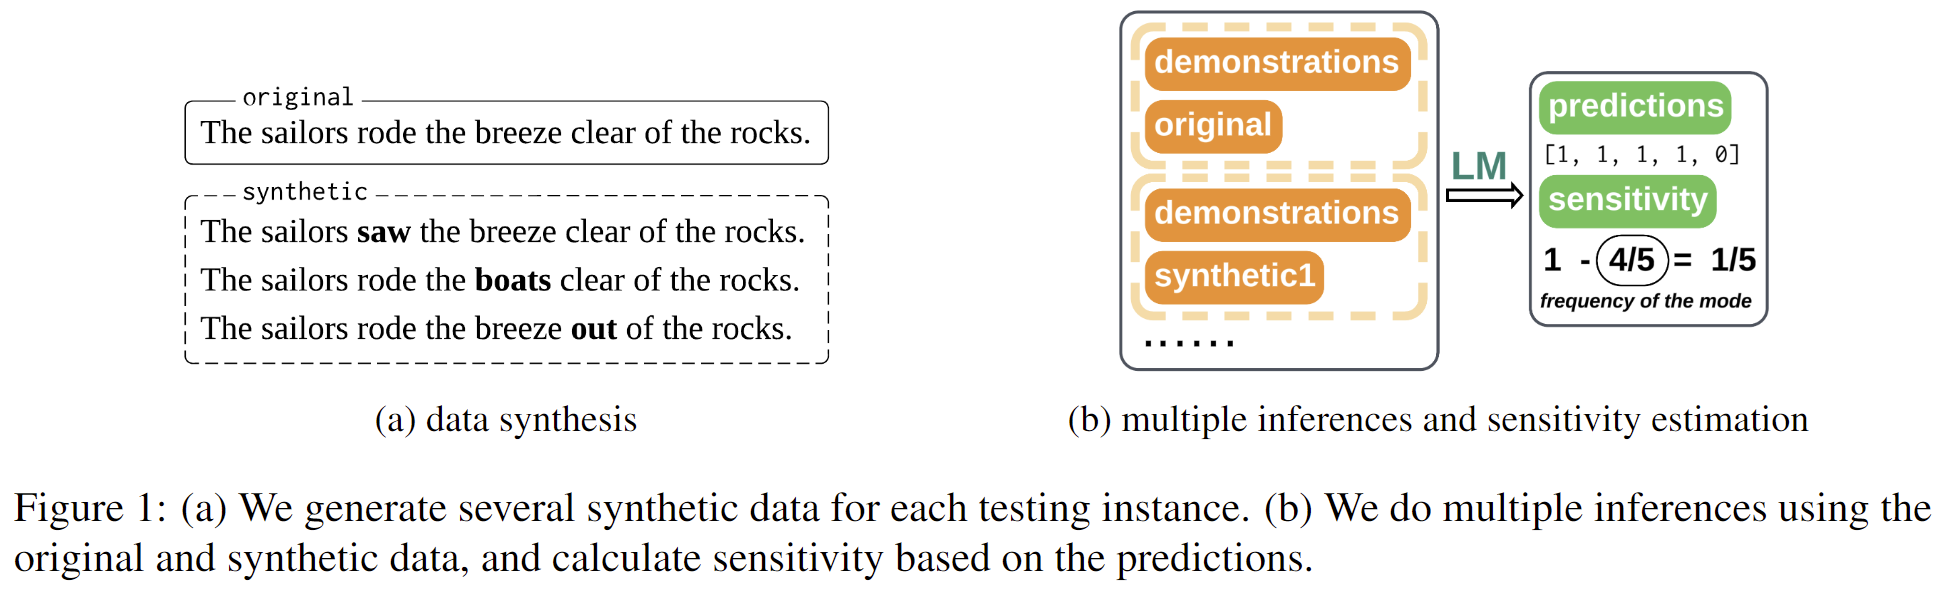 original
The sailors rode the breeze clear of the rocks.
synthetic
The sailors saw the breeze clear of the rocks.
The sailors rode the boats clear of the rocks.
The sailors rode the breeze out of the rocks.
(a) data synthesis
demonstrations
original
demonstrations
synthetic1
......
LM
predictions
[1, 1, 1, 1, 0]
sensitivity
1 - 4/5 = 1/5
frequency of the mode
(b) multiple inferences and sensitivity estimation
Figure 1: (a) We generate several synthetic data for each testing instance. (b) We do multiple inferences using the
original and synthetic data, and calculate sensitivity based on the predictions.